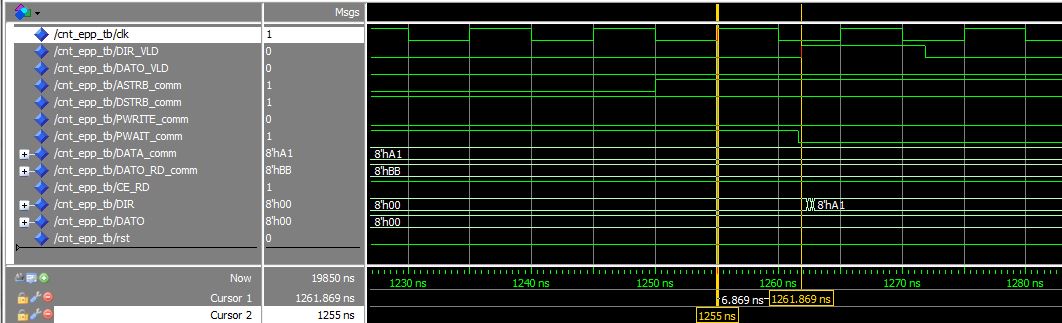 Msgs
/cnt_epp_tb/clk 1
/cnt_epp_tb/DIR_VLD 0
/cnt_epp_tb/DATO_VLD 0
/cnt_epp_tb/ASTRB_comm 1
/cnt_epp_tb/DSTRB_comm 1
/cnt_epp_tb/PWRITE_comm 0
/cnt_epp_tb/PWAIT_comm 1
/cnt_epp_tb/DATA_comm 8'hA1 8'hA1
/cnt_epp_tb/DATO_RD_comm 8'hBB 8'hBB
/cnt_epp_tb/CE_RD 1
/cnt_epp_tb/DIR 8'h00 8'h00 8'hA1
/cnt_epp_tb/DATO 8'h00 8'h00
/cnt_epp_tb/rst 0
Now 19850 ns 1230 ns 1240 ns 1250 ns 1260 ns 1270 ns 1280 ns
Cursor 1 1261.869 ns 6.869 ns 1261.869 ns
Cursor 2 1255 ns 1255 ns